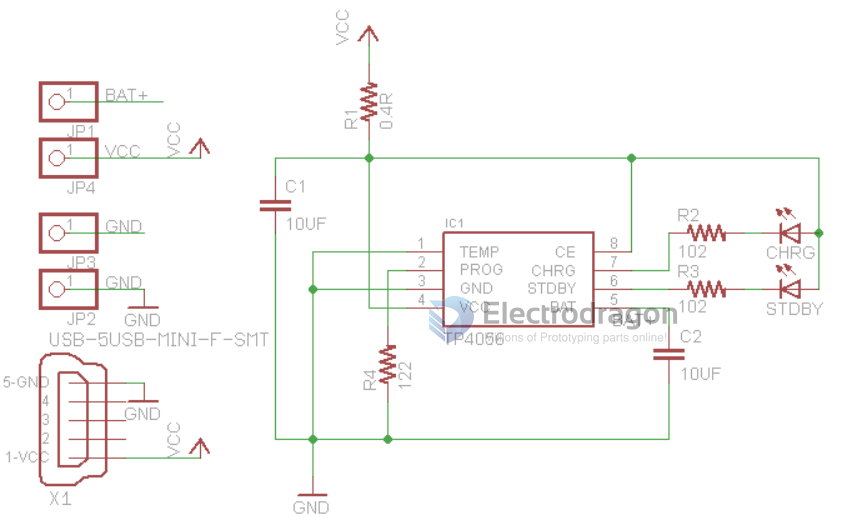 VCC
R1
0.4R
1
BAT+
JP1
1
VCC
VCC
JP4
1
GND
JP3
1
GND
JP2
GND
USB-5USB-MINI-F-SMT
5-GND
4
3
2
1-VCC
GND
VCC
X1
C1
10UF
IC1
1 TEMP CE 8
2 PROG CHRG 7
3 GND STDBY 6
4 VCC BAT 5
BAT+
TP4056
Electrodragon
Millions of Prototyping parts online!
R2
102
CHRG
R3
102
STDBY
C2
10UF
R4
122
GND